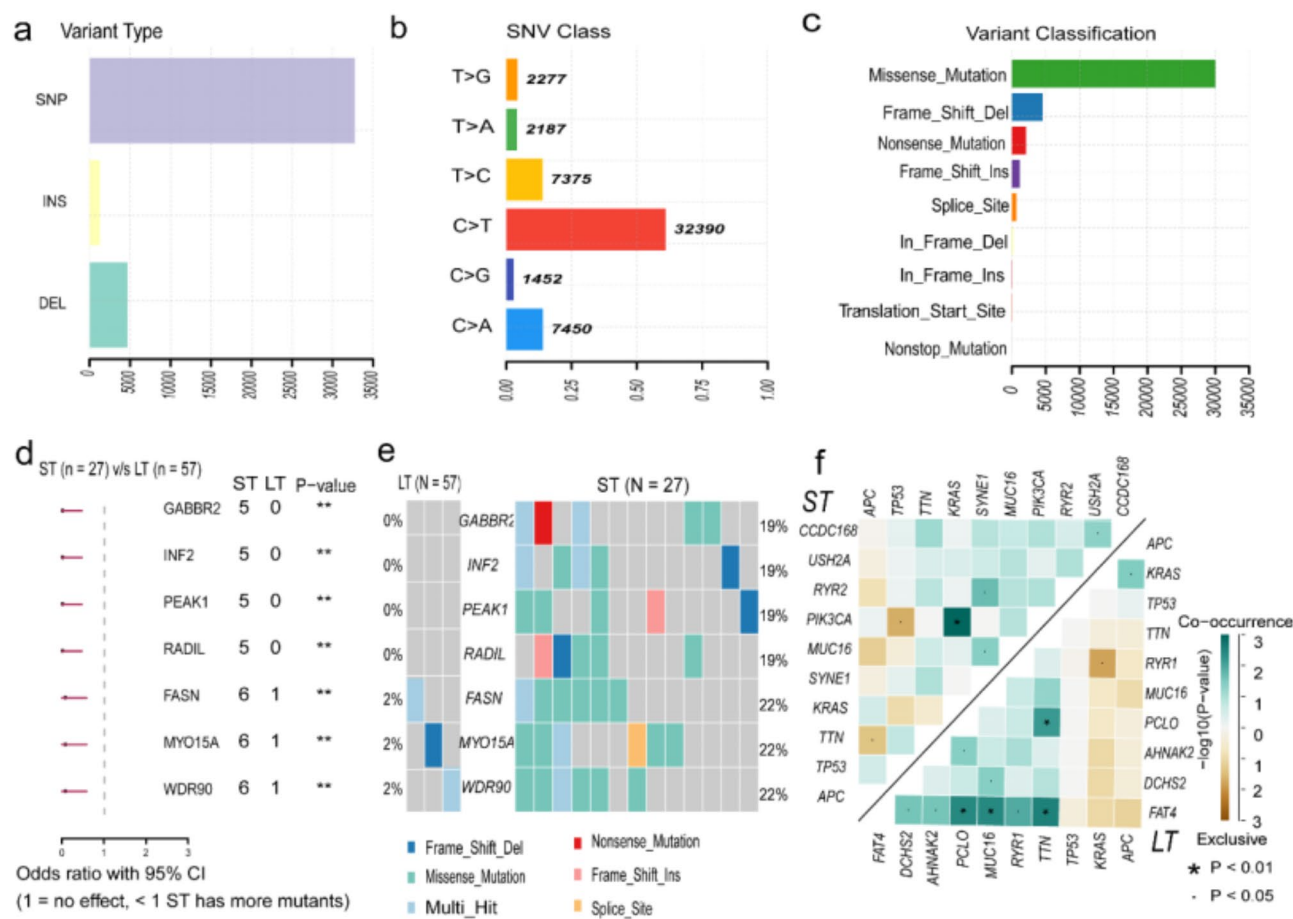 a
Variant Type
SNP
INS
DEL
0
5000
10000
15000
20000
25000
30000
35000
b
SNV Class
T>G
2277
T>A
2187
T>C
7375
C>T
32390
C>G
1452
C>A
7450
0.00
0.25
0.50
0.75
1.00
c
Variant Classification
Missense_Mutation
Frame_Shift_Del
Nonsense_Mutation
Frame_Shift_Ins
Splice_Site
In_Frame_Del
In_Frame_Ins
Translation_Start_Site
Nonstop_Mutation
0
5000
10000
15000
20000
25000
30000
35000
d
ST (n = 27) v/s LT (n = 57)
ST LT P-value
GABBR2 5 0 **
INF2 5 0 **
PEAK1 5 0 **
RADIL 5 0 **
FASN 6 1 **
MYO15A 6 1 **
WDR90 6 1 **
0 1 2 3
Odds ratio with 95% CI
(1 = no effect, < 1 ST has more mutants)
e
LT (N = 57) ST (N = 27)
0% GABBR2 19%
0% INF2 19%
0% PEAK1 19%
0% RADIL 19%
2% FASN 22%
2% MYO15A 22%
2% WDR90 22%
Frame_Shift_Del
Missense_Mutation
Multi_Hit
Nonsense_Mutation
Frame_Shift_Ins
Splice_Site
f
ST
APC
TP53
TTN
KRAS
SYNE1
MUC16
PIK3CA
RYR2
USH2A
CCDC168
CCDC168
USH2A
RYR2
PIK3CA
MUC16
SYNE1
KRAS
TTN
TP53
APC
APC
KRAS
TP53
TTN
RYR1
MUC16
PCLO
AHNAK2
DCHS2
FAT4
FAT4
DCHS2
AHNAK2
PCLO
MUC16
RYR1
TTN
TP53
KRAS
APC
LT
Co-occurrence
3
2
1
0
1
2
3
-log10(P-value)
Exclusive
* P < 0.01
· P < 0.05